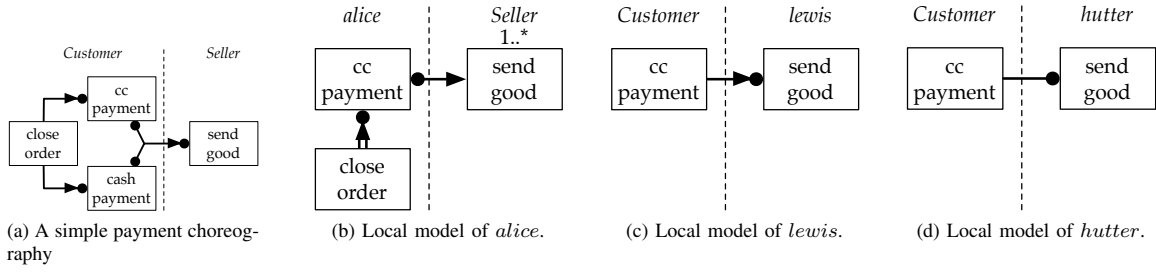 Customer
Seller
cc
payment
close
order
send
good
cash
payment
(a) A simple payment choreog-
raphy
alice
Seller
1..*
cc
payment
send
good
close
order
(b) Local model of alice.
Customer
lewis
cc
payment
send
good
(c) Local model of lewis.
Customer
hutter
cc
payment
send
good
(d) Local model of hutter.